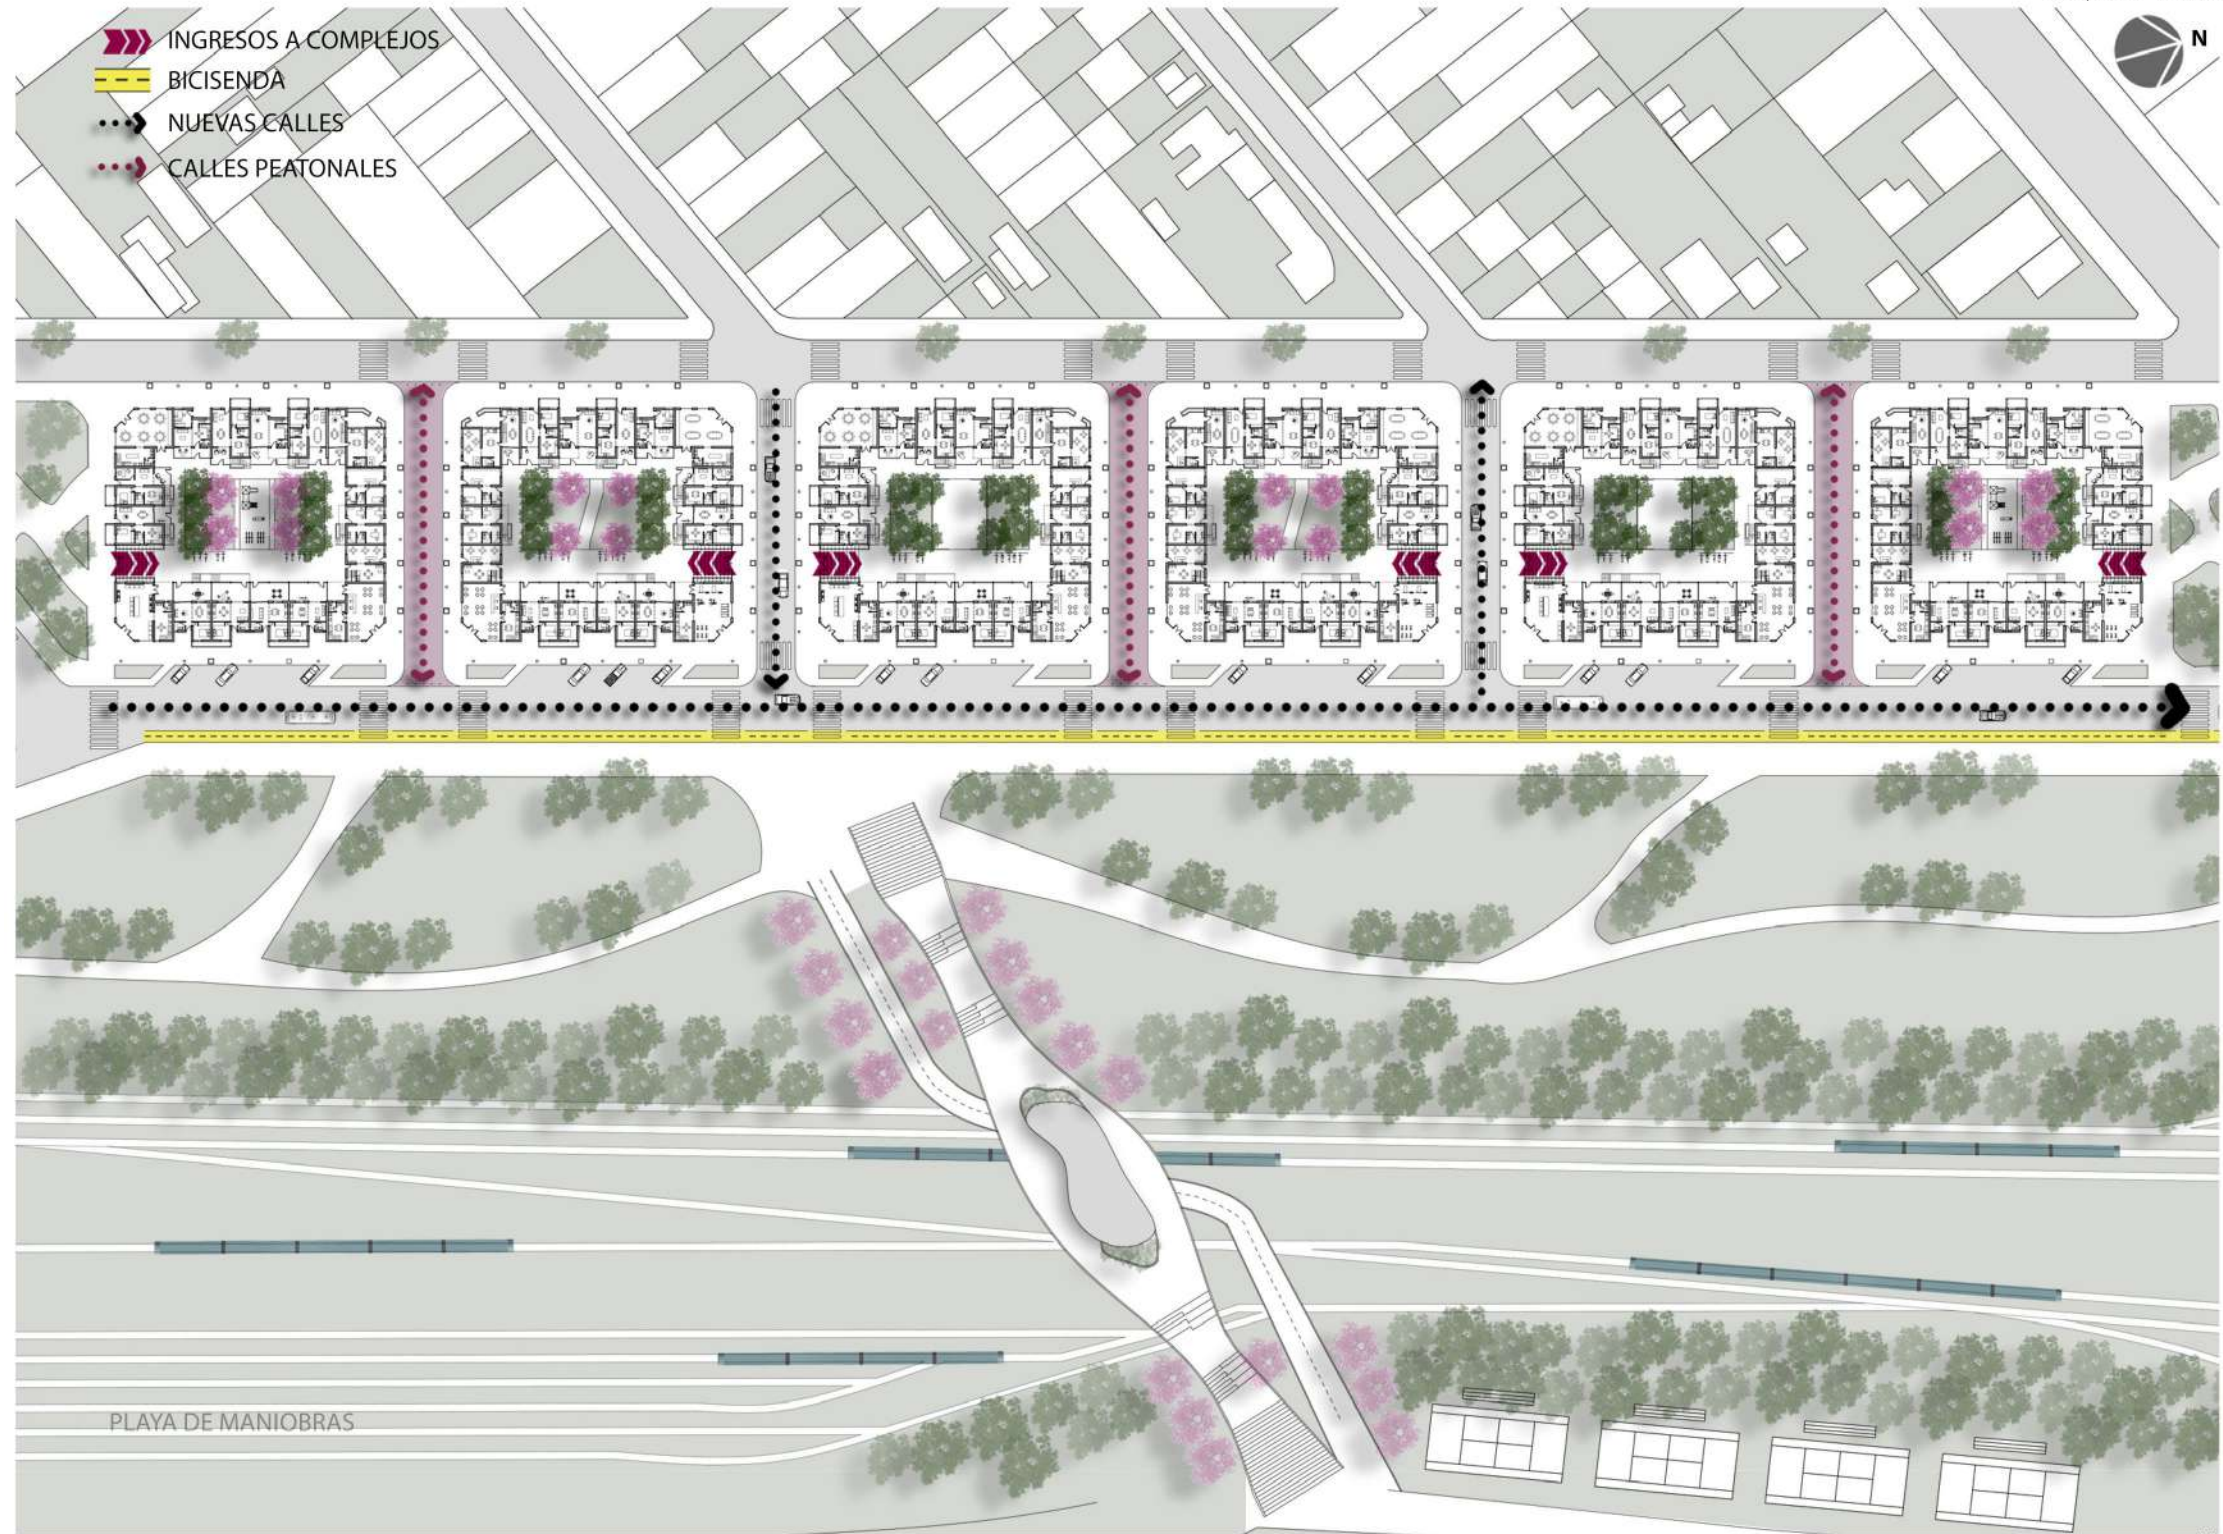 INGRESOS A COMPLEJOS
BICISENDA
NUEVAS CALLES
CALLES PEATONALES
N
PLAYA DE MANIOBRAS